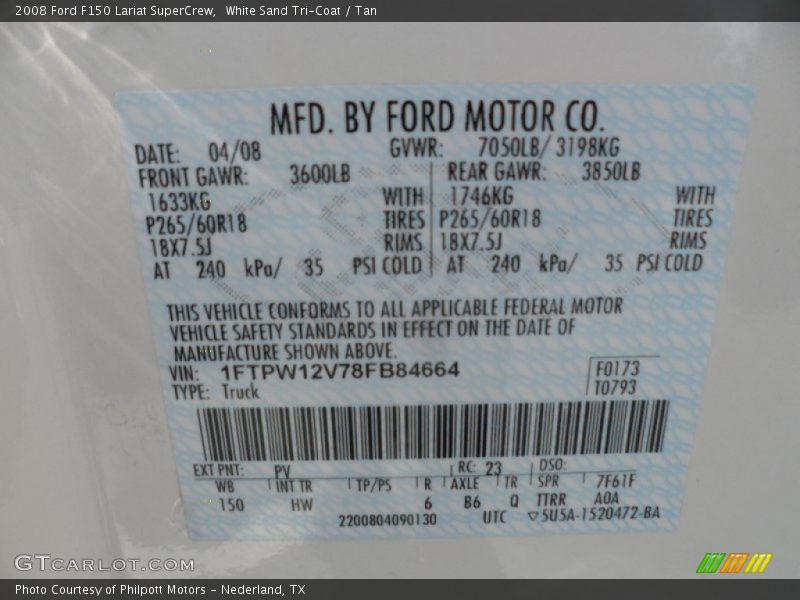 2008 Ford F150 Lariat SuperCrew, White Sand Tri-Coat / Tan
MFD. BY FORD MOTOR CO.
DATE: 04/08 GVWR: 7050LB/ 3198KG
FRONT GAWR: 3600LB REAR GAWR: 3850LB
1633KG WITH 1746KG WITH
P265/60R18 TIRES P265/60R18 TIRES
18X7.5J RIMS 18X7.5J RIMS
AT 240 kPa/ 35 PSI COLD AT 240 kPa/ 35 PSI COLD
THIS VEHICLE CONFORMS TO ALL APPLICABLE FEDERAL MOTOR
VEHICLE SAFETY STANDARDS IN EFFECT ON THE DATE OF
MANUFACTURE SHOWN ABOVE.
VIN: 1FTPW12V78FB84664 F0173
TYPE: Truck T0793
EXT PNT: PV RC: 23 DSO:
WB INT TR TP/PS R AXLE TR SPR 7F61F
150 HW 6 B6 Q TTRR A0A
2200804090130 UTC ▽5U5A-1520472-BA
GTCARLOT.COM
Photo Courtesy of Philpott Motors - Nederland, TX